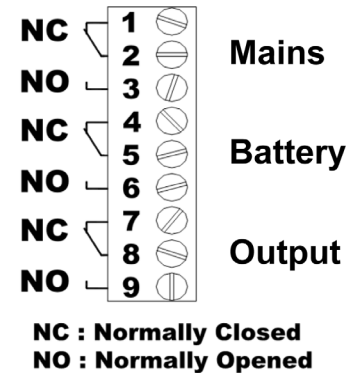 NC 1
2 Mains
NO 3
NC 4
5 Battery
NO 6
NC 7
8 Output
NO 9
NC : Normally Closed
NO : Normally Opened